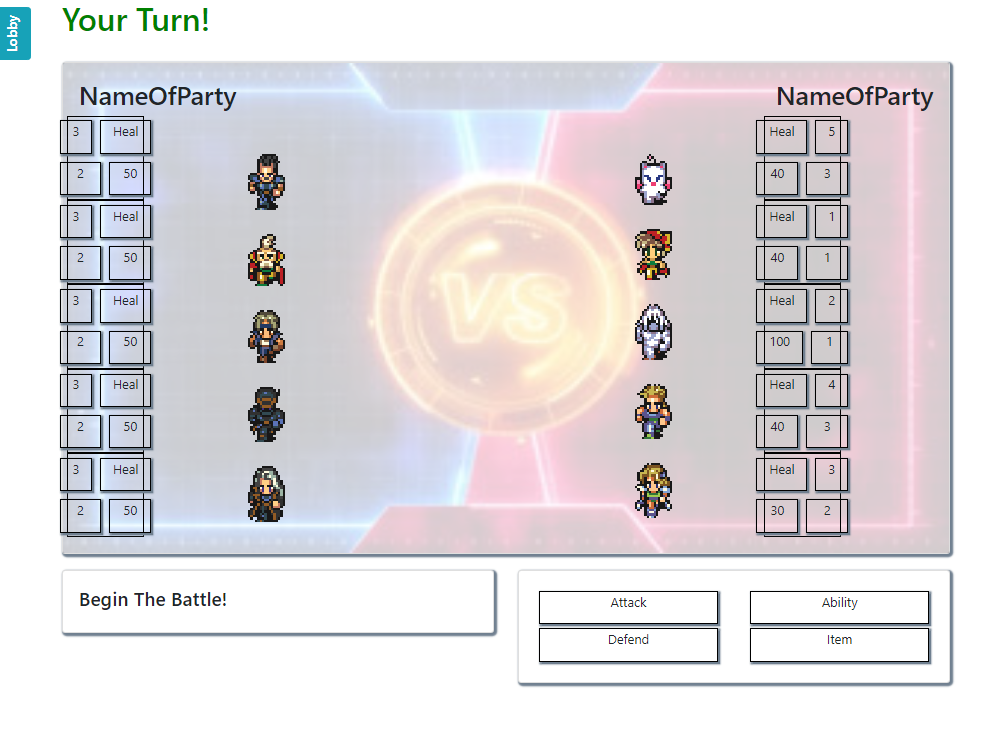 Lobby
Your Turn!
NameOfParty NameOfParty
3 Heal Heal 5
2 50 40 3
3 Heal Heal 1
2 50 40 1
VS
3 Heal Heal 2
2 50 100 1
3 Heal Heal 4
2 50 40 3
3 Heal Heal 3
2 50 30 2
Begin The Battle!
Attack Ability
Defend Item